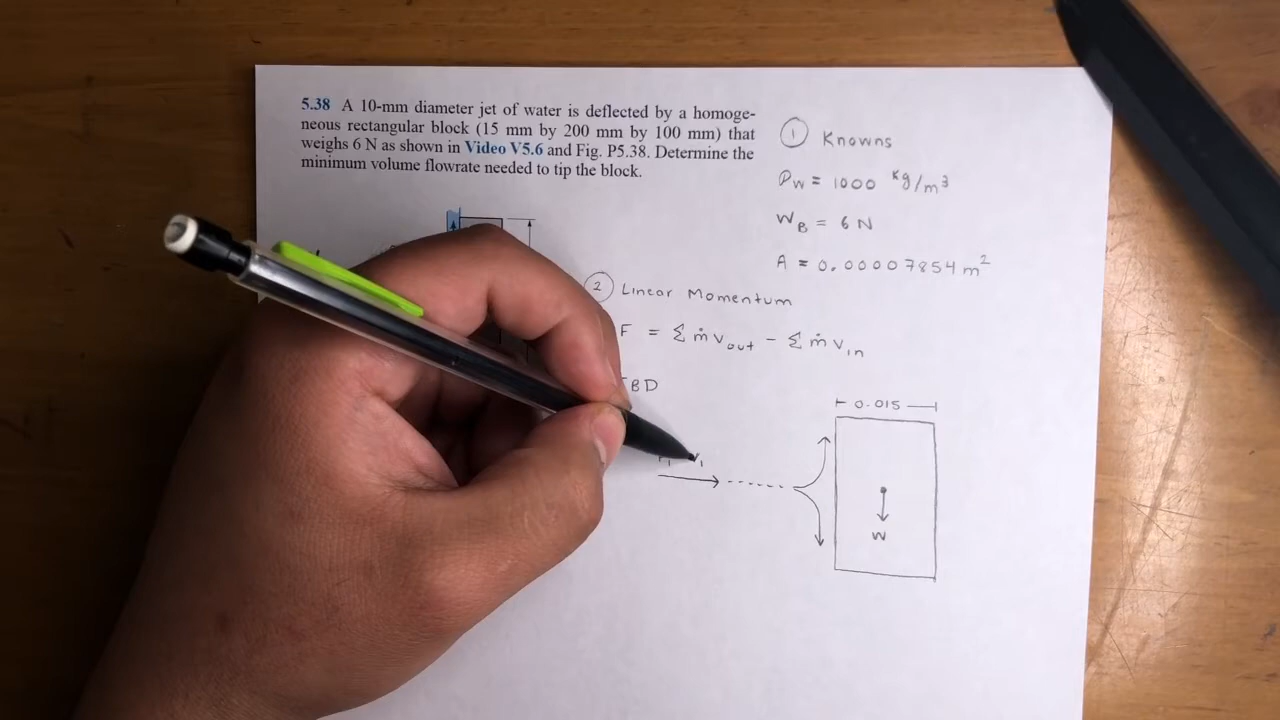 5.38 A 10-mm diameter jet of water is deflected by a homoge-
neous rectangular block (15 mm by 200 mm by 100 mm) that
weighs 6 N as shown in Video V5.6 and Fig. P5.38. Determine the
minimum volume flowrate needed to tip the block.
1 Knowns
ρw = 1000 kg/m³
WB = 6 N
A = 0.00007854 m²
2 Linear Momentum
F = Σ ṁ Vout - Σ ṁ Vin
BD
0.015
V1
W